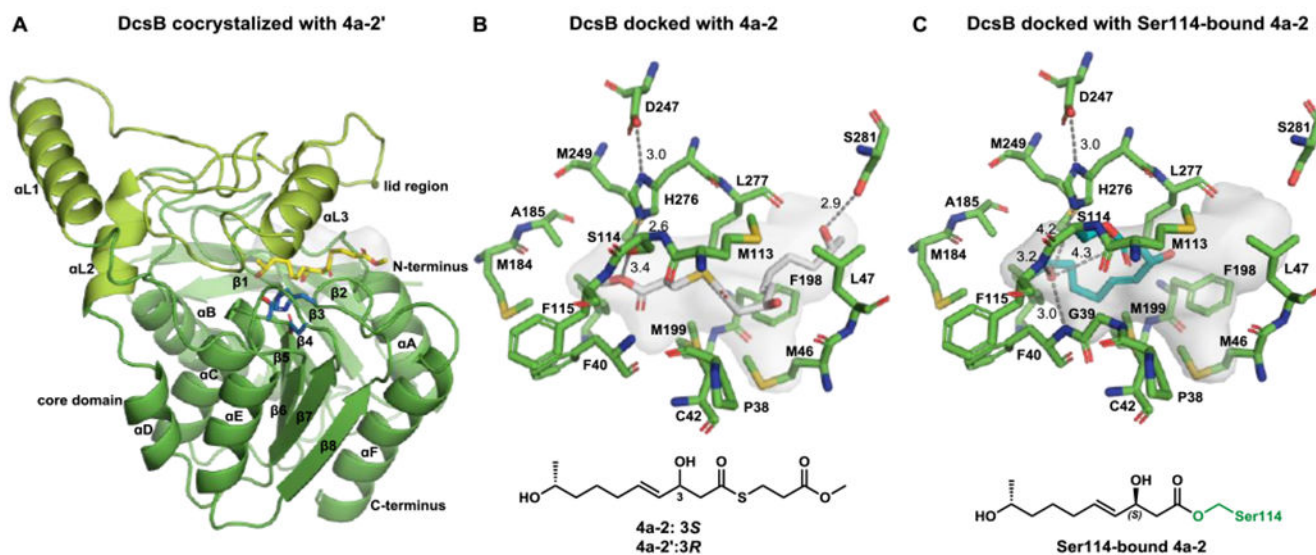 A DcsB cocrystalized with 4a-2'
αL1
αL2
αL3
lid region
N-terminus
β1
β2
β3
β4
β5
β6
β7
β8
αA
αB
αC
αD
αE
αF
core domain
C-terminus
B DcsB docked with 4a-2
D247
S281
M249
3.0
L277
H276
A185
2.9
S114
2.6
M113
M184
3.4
F198
L47
F115
M199
M46
F40
C42
P38
OH
O
O
HO
3
S
O
4a-2: 3S
4a-2':3R
C DcsB docked with Ser114-bound 4a-2
D247
S281
M249
3.0
L277
H276
A185
S114
4.2
M113
M184
3.2
4.3
F198
L47
F115
G39
M199
3.0
M46
F40
C42
P38
OH
O
HO
(S)
O
Ser114
Ser114-bound 4a-2